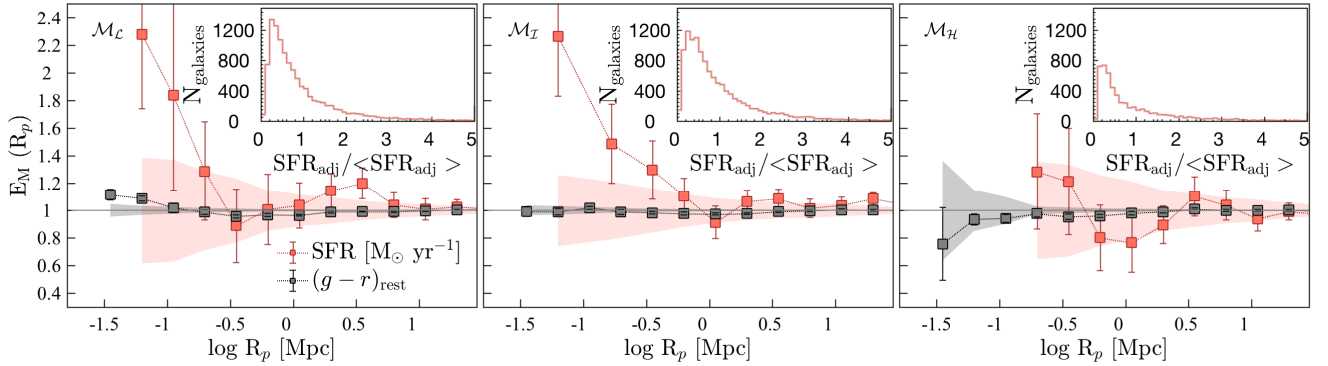 E_M (R_p)
2.4
2.2
2
1.8
1.6
1.4
1.2
1
0.8
0.6
0.4
M_L
N_galaxies
1200
800
400
0
0 1 2 3 4 5
SFR_adj/<SFR_adj >
SFR [M_⊙ yr^−1]
(g − r)_rest
-1.5 -1 -0.5 0 0.5 1
log R_p [Mpc]
M_I
N_galaxies
1200
800
400
0
0 1 2 3 4 5
SFR_adj/<SFR_adj >
-1.5 -1 -0.5 0 0.5 1
log R_p [Mpc]
M_H
N_galaxies
1200
800
400
0
0 1 2 3 4 5
SFR_adj/<SFR_adj >
-1.5 -1 -0.5 0 0.5 1
log R_p [Mpc]